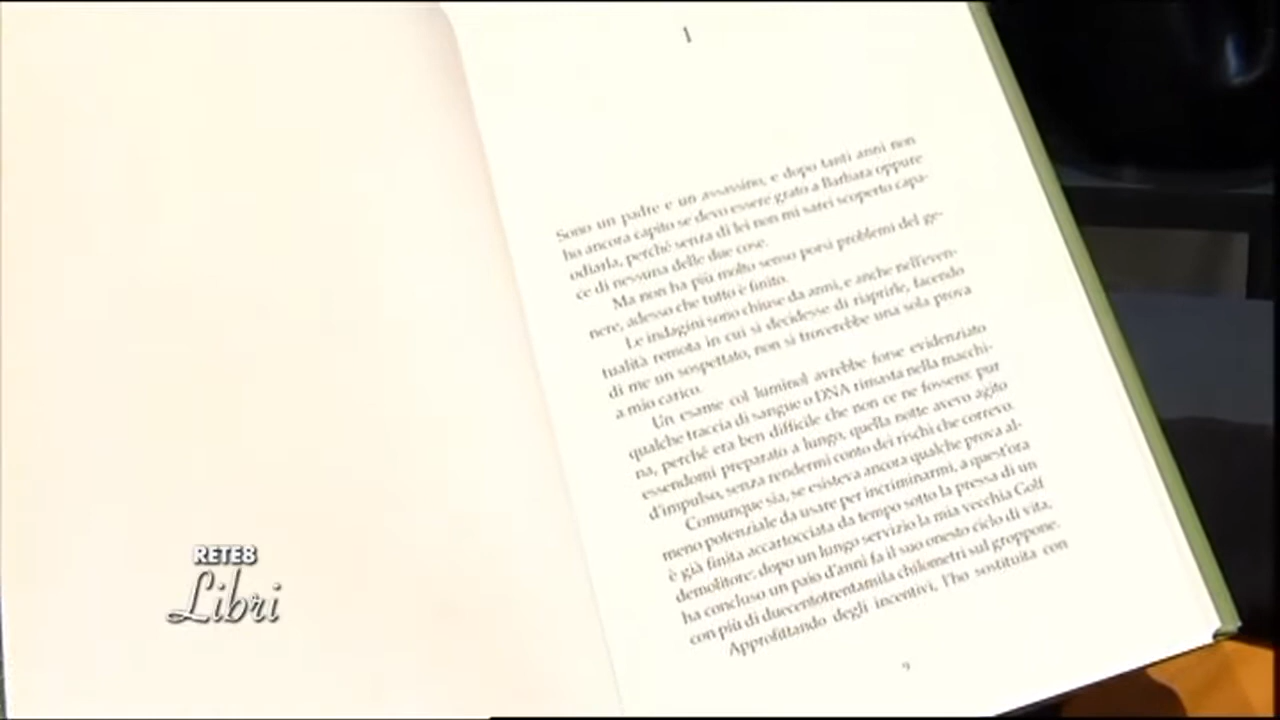 1
Sono un padre e un assassino, e dopo tanti anni non
ho ancora capito se devo essere grato a Barbara oppure
odiarla, perché senza di lei non mi sarei scoperto capa-
ce di nessuna delle due cose.
Ma non ha più molto senso porsi problemi del ge-
nere, adesso che tutto è finito.
Le indagini sono chiuse da anni, e anche nell'even-
tualità remota in cui si decidesse di riaprirle, facendo
di me un sospettato, non si troverebbe una sola prova
a mio carico.
Un esame col luminol avrebbe forse evidenziato
qualche traccia di sangue o DNA rimasta nella macchi-
na, perché era ben difficile che non ce ne fossero: pur
essendomi preparato a lungo, quella notte avevo agito
d'impulso, senza rendermi conto dei rischi che correvo.
Comunque sia, se esisteva ancora qualche prova al-
meno potenziale da usare per incriminarmi, a quest'ora
è già finita accartocciata da tempo sotto la pressa di un
demolitore: dopo un lungo servizio la mia vecchia Golf
ha concluso un paio d'anni fa il suo onesto ciclo di vita,
con più di duecentotrentamila chilometri sul groppone.
Approfittando degli incentivi, l'ho sostituita con
9
RETE8
Libri